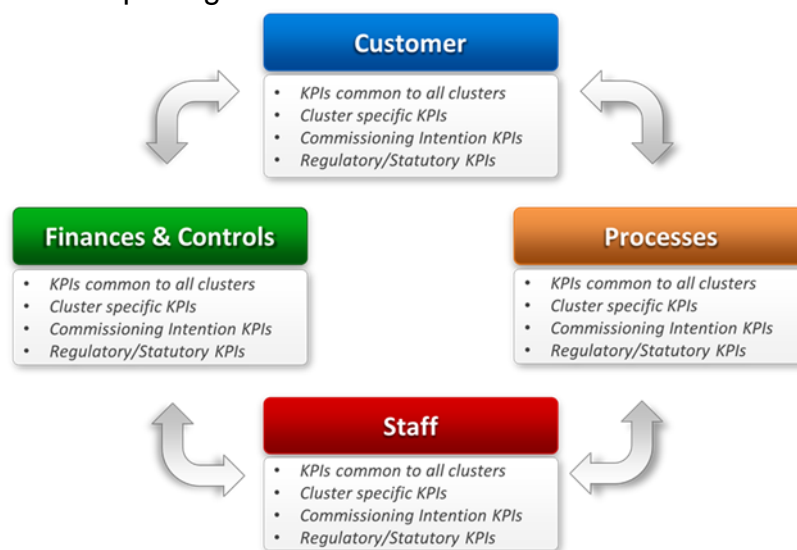 Customer
• KPIs common to all clusters
• Cluster specific KPIs
• Commissioning Intention KPIs
• Regulatory/Statutory KPIs
Finances & Controls
• KPIs common to all clusters
• Cluster specific KPIs
• Commissioning Intention KPIs
• Regulatory/Statutory KPIs
Processes
• KPIs common to all clusters
• Cluster specific KPIs
• Commissioning Intention KPIs
• Regulatory/Statutory KPIs
Staff
• KPIs common to all clusters
• Cluster specific KPIs
• Commissioning Intention KPIs
• Regulatory/Statutory KPIs